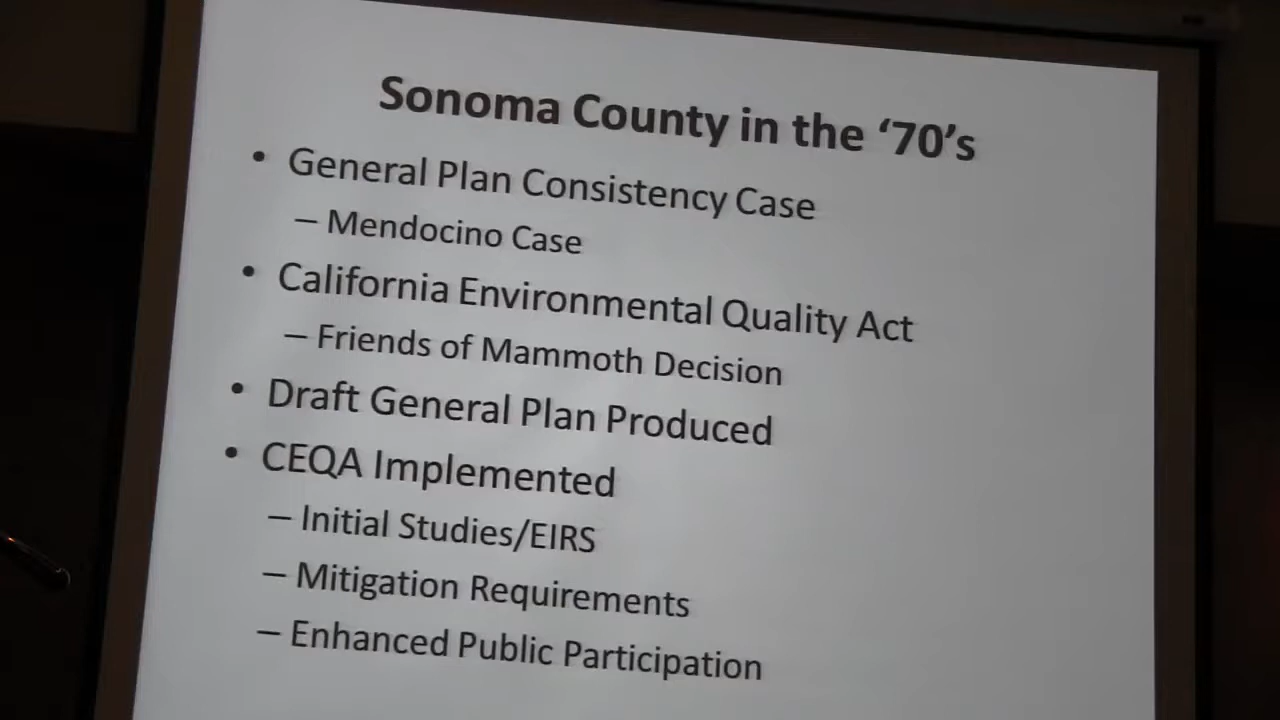 Sonoma County in the ‘70’s
• General Plan Consistency Case
– Mendocino Case
• California Environmental Quality Act
– Friends of Mammoth Decision
• Draft General Plan Produced
• CEQA Implemented
– Initial Studies/EIRS
– Mitigation Requirements
– Enhanced Public Participation